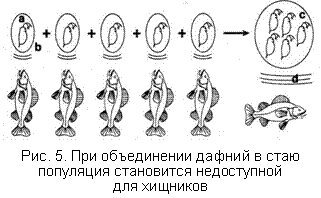 a
b
+ + + + →
c
d
Рис. 5. При объединении дафний в стаю
популяция становится недоступной
для хищников